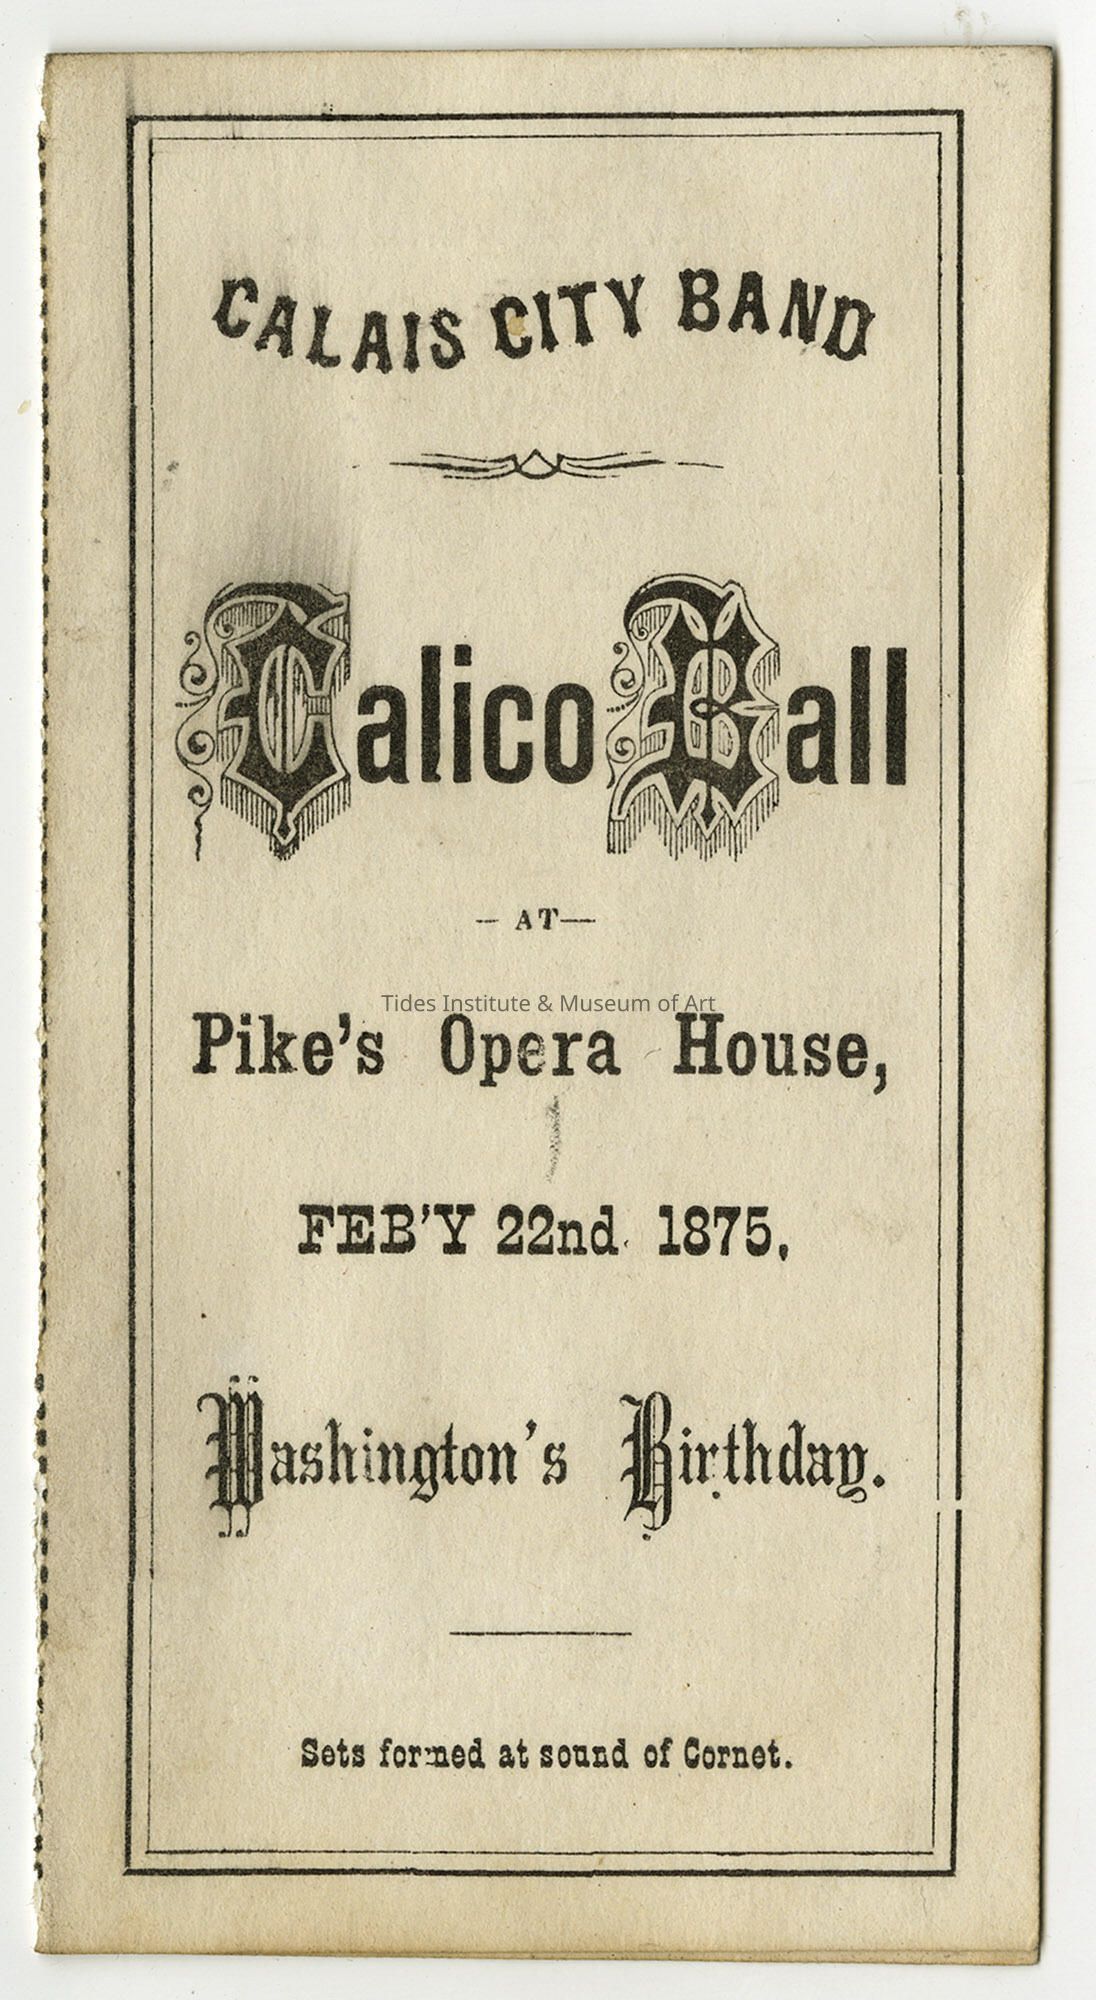 CALAIS CITY BAND
Calico Ball
– AT—
Tides Institute & Museum of Art
Pike's Opera House,
FEB'Y 22nd. 1875.
Washington's Birthday.
Sets formed at sound of Cornet.